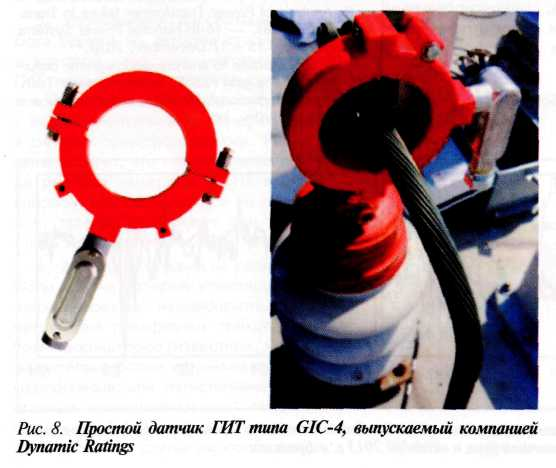 Рис. 8. Простой датчик ГИТ типа GIC-4, выпускаемый компанией
Dynamic Ratings